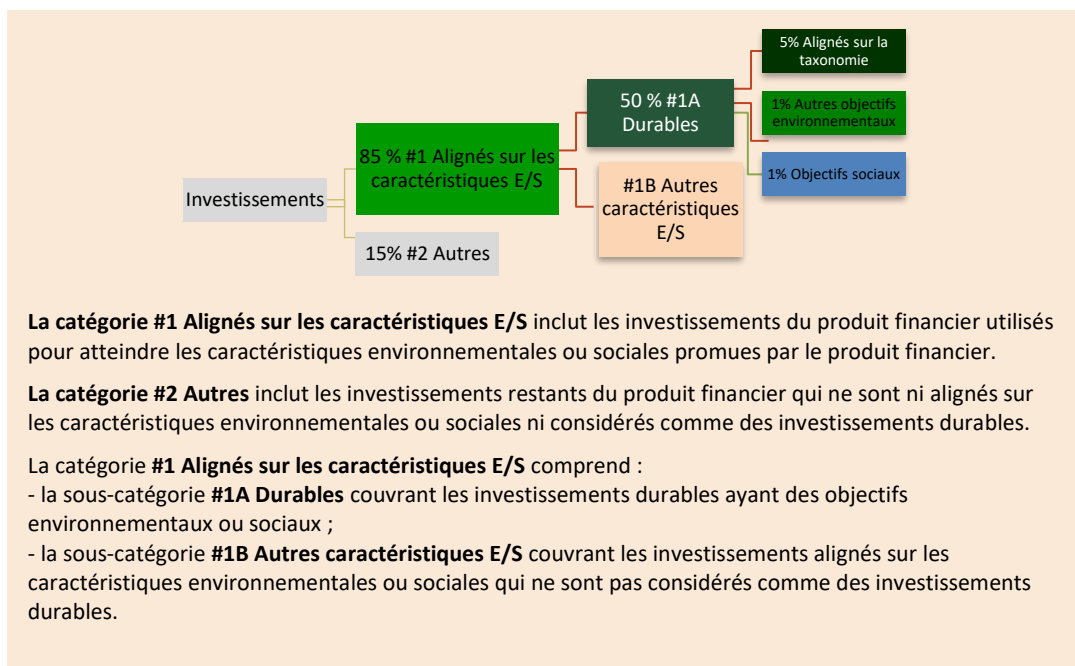 5% Alignés sur la
taxonomie
50 % #1A
Durables
1% Autres objectifs
environnementaux
85 % #1 Alignés sur les
caractéristiques E/S
1% Objectifs sociaux
#1B Autres
caractéristiques
E/S
Investissements
15% #2 Autres
La catégorie #1 Alignés sur les caractéristiques E/S inclut les investissements du produit financier utilisés
pour atteindre les caractéristiques environnementales ou sociales promues par le produit financier.
La catégorie #2 Autres inclut les investissements restants du produit financier qui ne sont ni alignés sur
les caractéristiques environnementales ou sociales ni considérés comme des investissements durables.
La catégorie #1 Alignés sur les caractéristiques E/S comprend :
- la sous-catégorie #1A Durables couvrant les investissements durables ayant des objectifs
environnementaux ou sociaux ;
- la sous-catégorie #1B Autres caractéristiques E/S couvrant les investissements alignés sur les
caractéristiques environnementales ou sociales qui ne sont pas considérés comme des investissements
durables.